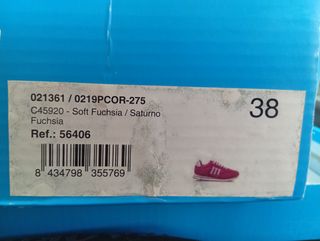 021361 / 0219PCOR-275
C45920 - Soft Fuchsia / Saturno
Fuchsia
38
Ref.: 56406
8 434798 355769